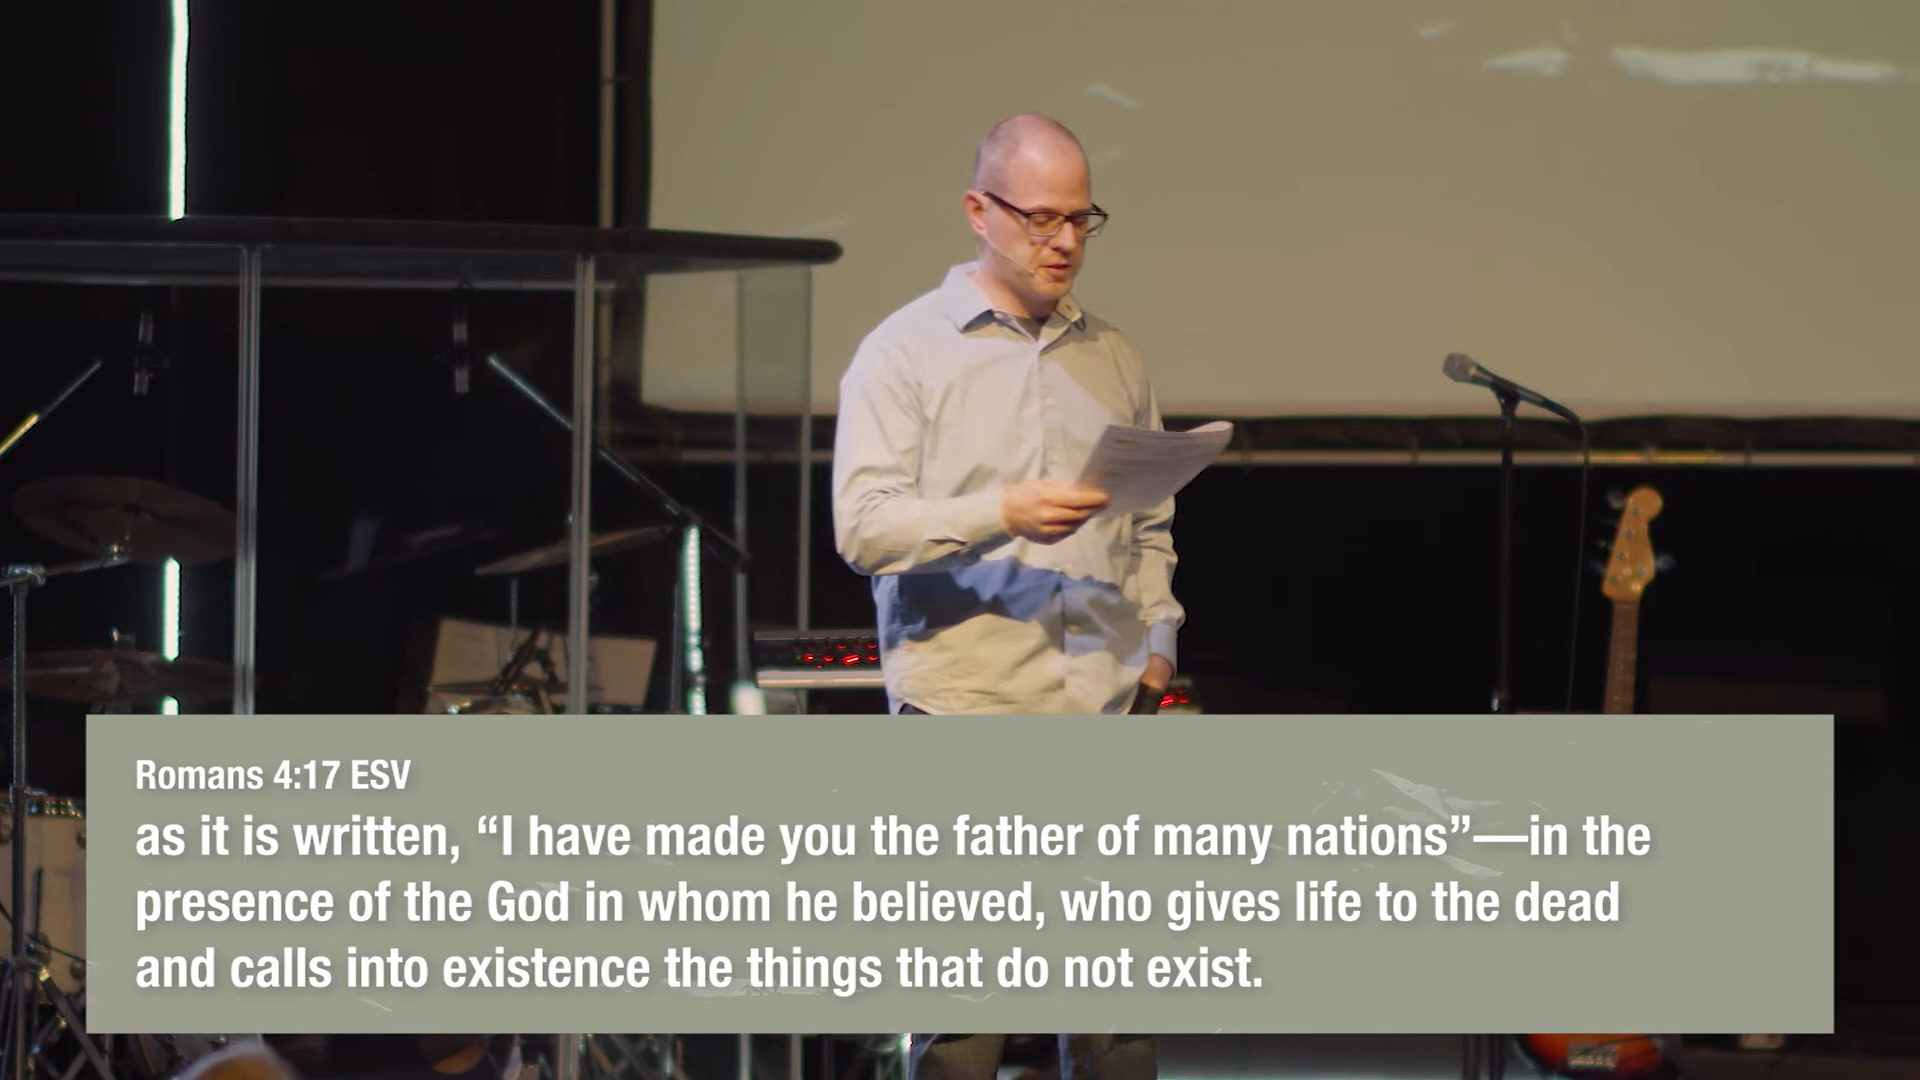 Romans 4:17 ESV
as it is written, “I have made you the father of many nations”—in the
presence of the God in whom he believed, who gives life to the dead
and calls into existence the things that do not exist.